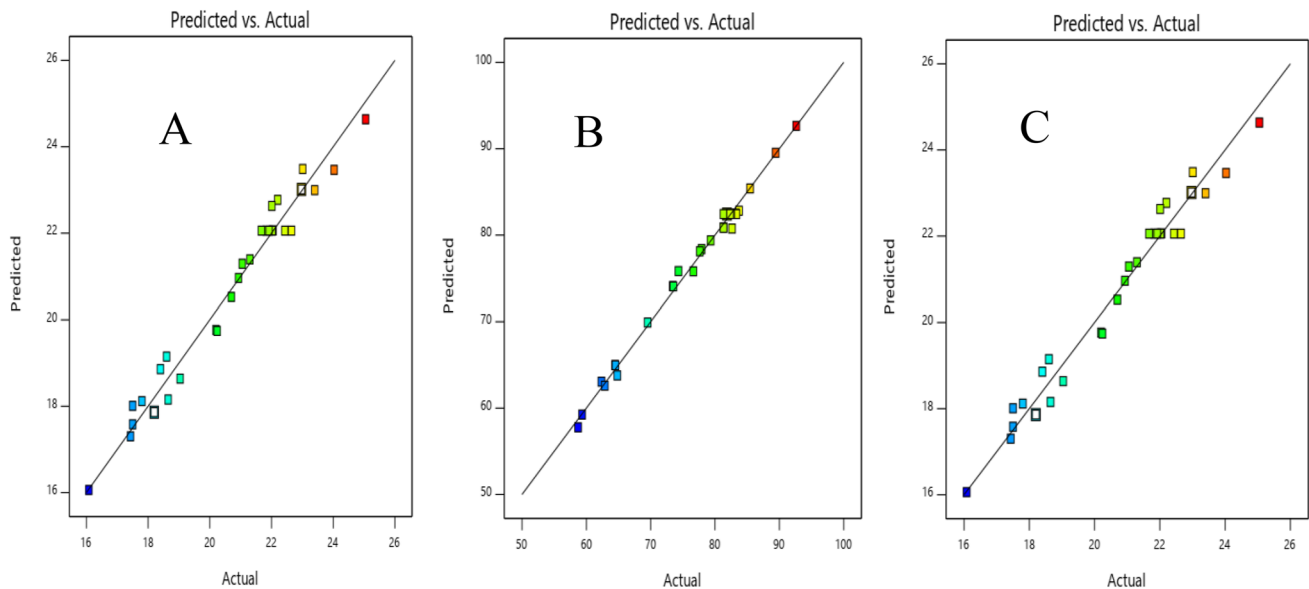 Predicted vs. Actual
A
Predicted
26
24
22
20
18
16
16 18 20 22 24 26
Actual
Predicted vs. Actual
B
Predicted
100
90
80
70
60
50
50 60 70 80 90 100
Actual
Predicted vs. Actual
C
Predicted
26
24
22
20
18
16
16 18 20 22 24 26
Actual